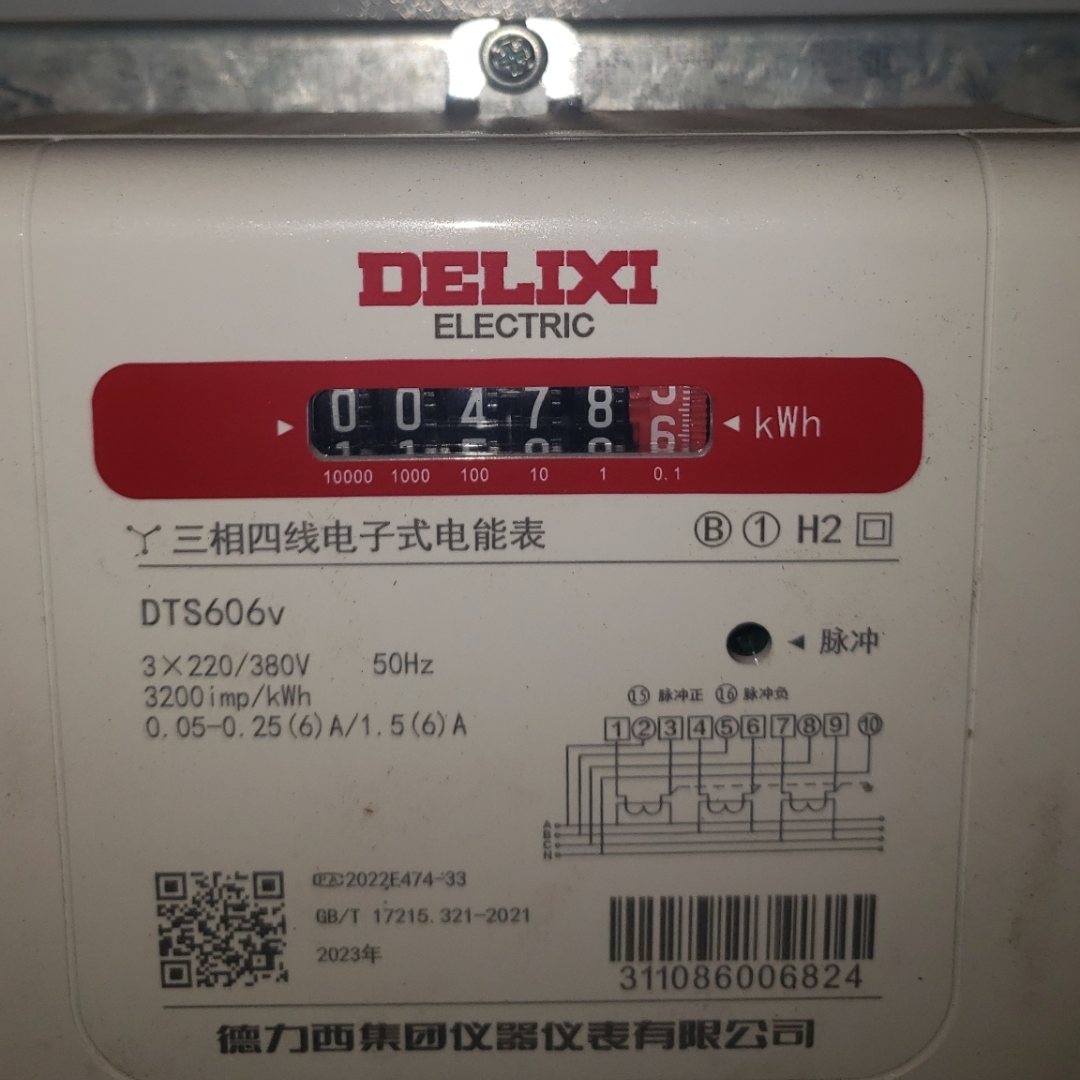 DELIXI
ELECTRIC
0 0 4 7 8 6 kWh
10000 1000 100 10 1 0.1
三相四线电子式电能表 Ⓑ ① H2
DTS606v
脉冲
3×220/380V 50Hz
3200imp/kWh
0.05-0.25(6)A/1.5(6)A
⑮ 脉冲正 ⑯ 脉冲负
1 2 3 4 5 6 7 8 9 10
A
B
C
N
2022E474-33
GB/T 17215.321-2021
2023年
311086006824
德力西集团仪器仪表有限公司